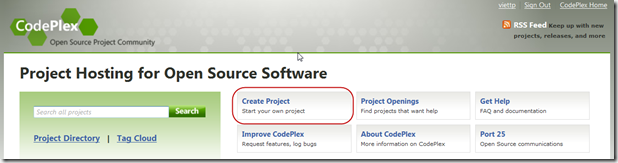 viettp Sign Out CodePlex Home
CodePlex
Open Source Project Community
RSS Feed Keep up with new
projects, releases, and more
Project Hosting for Open Source Software
Search all projects Search
Project Directory | Tag Cloud
Create Project
Start your own project
Project Openings
Find projects that want help
Get Help
FAQ and documentation
Improve CodePlex
Request features, log bugs
About CodePlex
More information on CodePlex
Port 25
Open Source communications